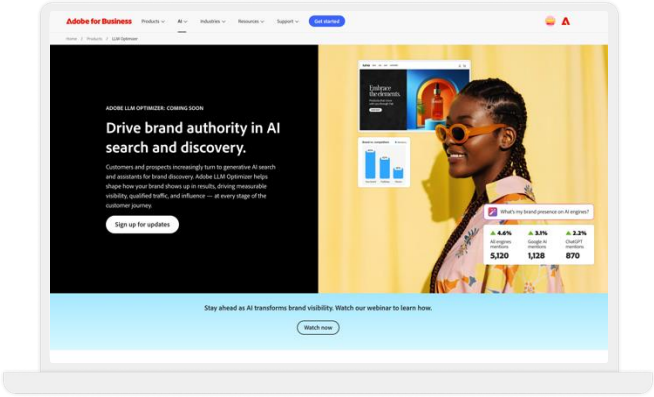 Adobe for Business Products AI Industries Resources Support Get started
Home / Products / LLM Optimizer
ADOBE LLM OPTIMIZER: COMING SOON
Drive brand authority in AI
search and discovery.
Customers and prospects increasingly turn to generative AI search
and assistants for brand discovery. Adobe LLM Optimizer helps
shape how your brand shows up in results, driving measurable
visibility, qualified traffic, and influence — at every stage of the
customer journey.
Sign up for updates
Embrace
the elements.
What's my brand presence on AI engines?
4.6% 3.1% 2.2%
All engines Google AI ChatGPT
mentions mentions mentions
5,120 1,128 870
Stay ahead as AI transforms brand visibility. Watch our webinar to learn how.
Watch now